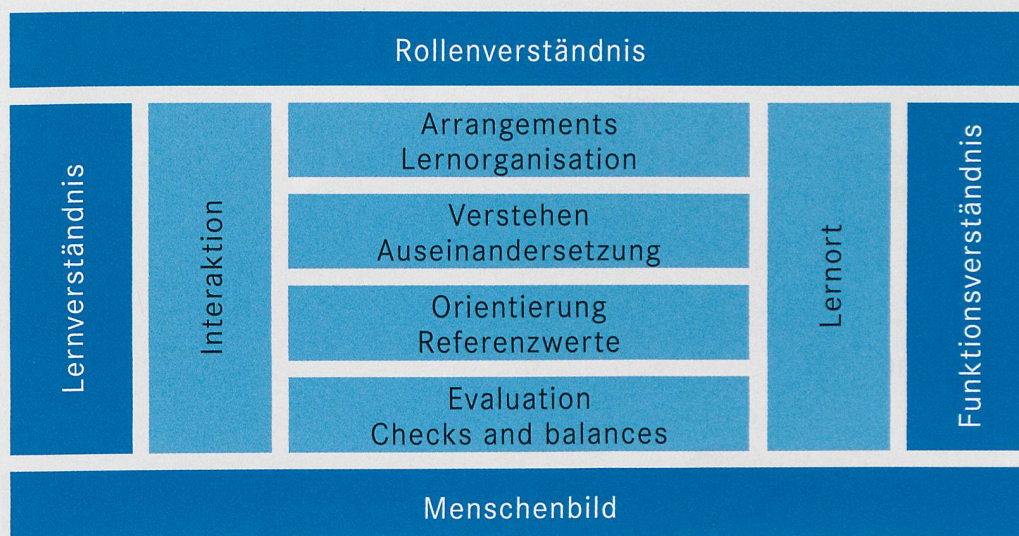 Rollenverständnis
Lernverständnis
Interaktion
Arrangements
Lernorganisation
Verstehen
Auseinandersetzung
Orientierung
Referenzwerte
Evaluation
Checks and balances
Lernort
Funktionsverständnis
Menschenbild